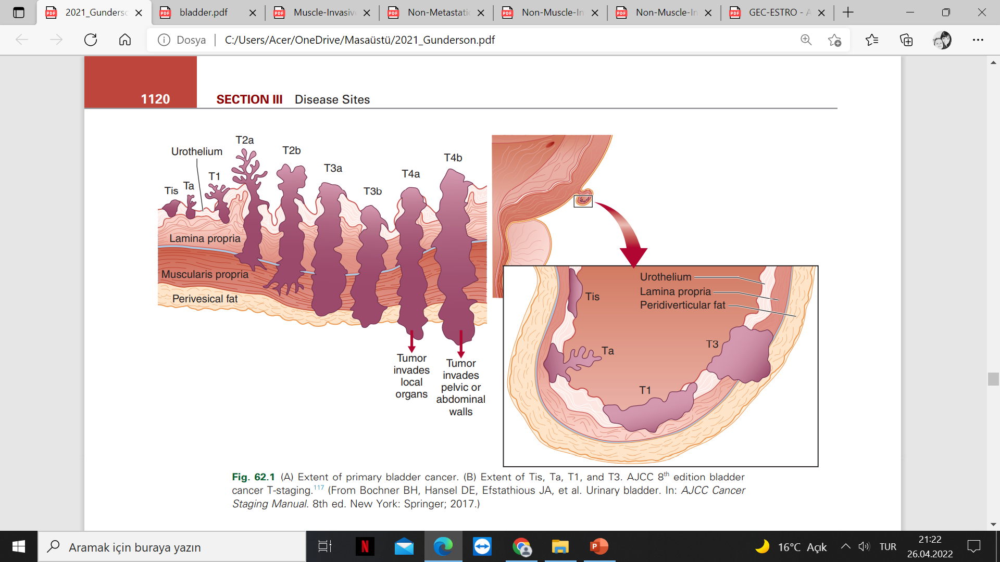 2021_Gunderso
bladder.pdf
Muscle-Invasiv
Non-Metastati
Non-Muscle-In
Non-Muscle-In
GEC-ESTRO - A
Dosya
C:/Users/Acer/OneDrive/Masaüstü/2021_Gunderson.pdf
1120
SECTION III Disease Sites
T2a
Urothelium
T2b
T4b
T3a
T4a
T1
Ta
Tis
T3b
Lamina propria
Muscularis propria
Perivesical fat
Tumor
invades
local
organs
Tumor
invades
pelvic or
abdominal
walls
Urothelium
Lamina propria
Peridiverticular fat
Tis
Ta
T3
T1
Fig. 62.1 (A) Extent of primary bladder cancer. (B) Extent of Tis, Ta, T1, and T3. AJCC 8th edition bladder
cancer T-staging.117 (From Bochner BH, Hansel DE, Efstathious JA, et al. Urinary bladder. In: AJCC Cancer
Staging Manual. 8th ed. New York: Springer; 2017.)
Aramak için buraya yazın
16°C Açık
TUR
21:22
26.04.2022